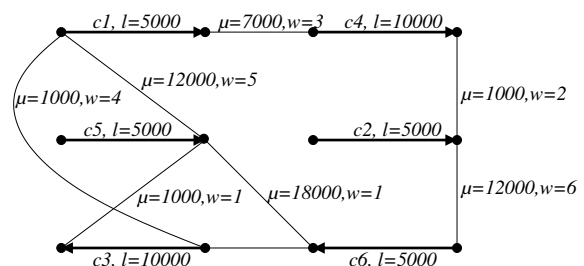 c1, l=5000
μ=7000,w=3
c4, l=10000
μ=12000,w=5
μ=1000,w=4
μ=1000,w=2
c5, l=5000
c2, l=5000
μ=1000,w=1
μ=18000,w=1
μ=12000,w=6
c3, l=10000
c6, l=5000